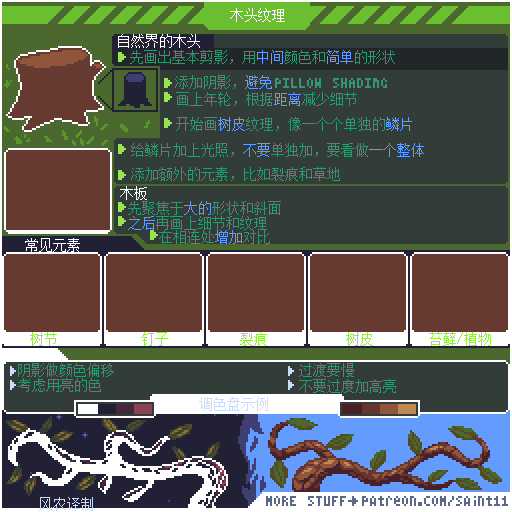 木头纹理
自然界的木头
先画出基本剪影，用中间颜色和简单的形状
添加阴影，避免PILLOW SHADING
画上年轮，根据距离减少细节
开始画树皮纹理，像一个个单独的鳞片
给鳞片加上光照，不要单独加，要看做一个整体
添加额外的元素，比如裂痕和草地
木板
先聚焦于大的形状和斜面
之后再画上细节和纹理
在相连处增加对比
常见元素
树节
钉子
裂痕
树皮
苔藓/植物
阴影做颜色偏移
考虑用亮的色
过渡要慢
不要过度加高亮
调色盘示例
风农译制
MORE STUFF→PATREON.COM/SAINT11